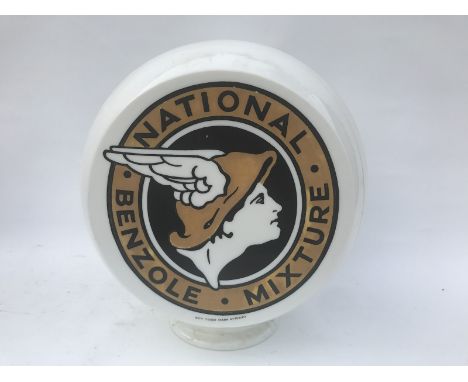 NATIONAL
· BENZOLE · MIXTURE ·